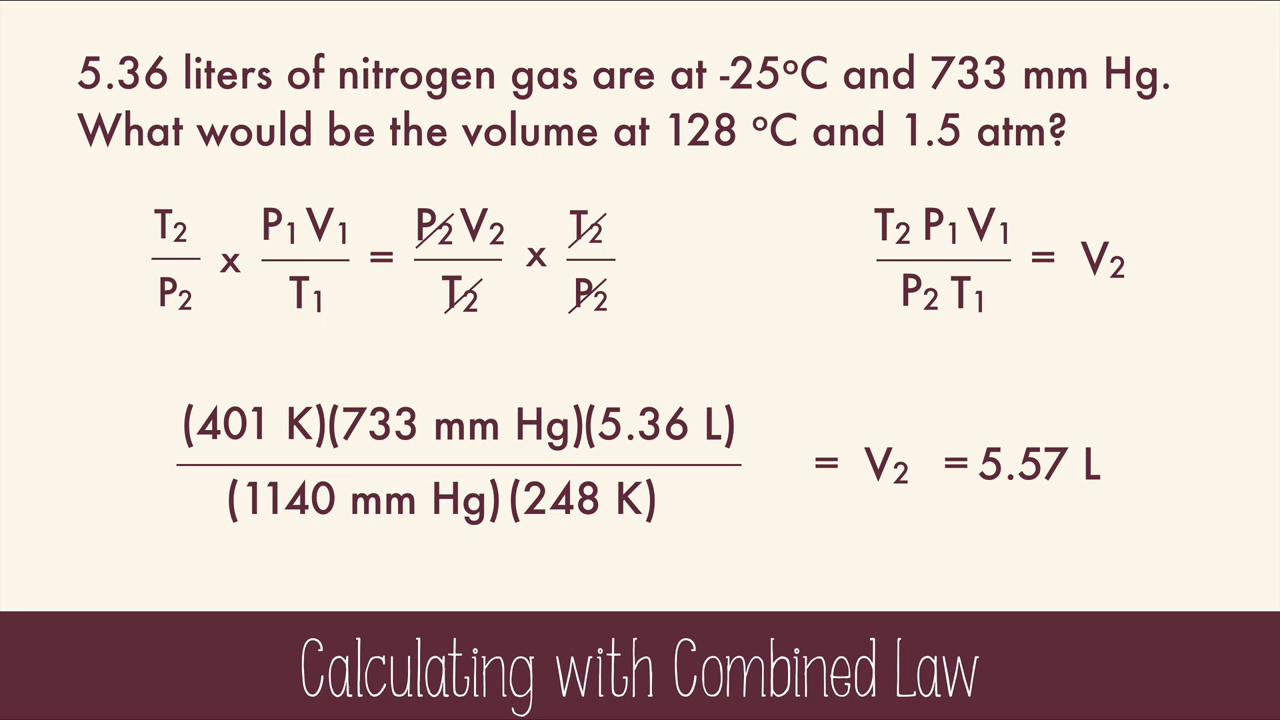 5.36 liters of nitrogen gas are at -25°C and 733 mm Hg.
What would be the volume at 128 °C and 1.5 atm?
T₂ P₁ V₁ P₂ V₂ T₂ T₂ P₁ V₁
x = x = V₂
P₂ T₁ T₂ P₂ P₂ T₁
(401 K)(733 mm Hg)(5.36 L)
= V₂ = 5.57 L
(1140 mm Hg) (248 K)
Calculating with Combined Law